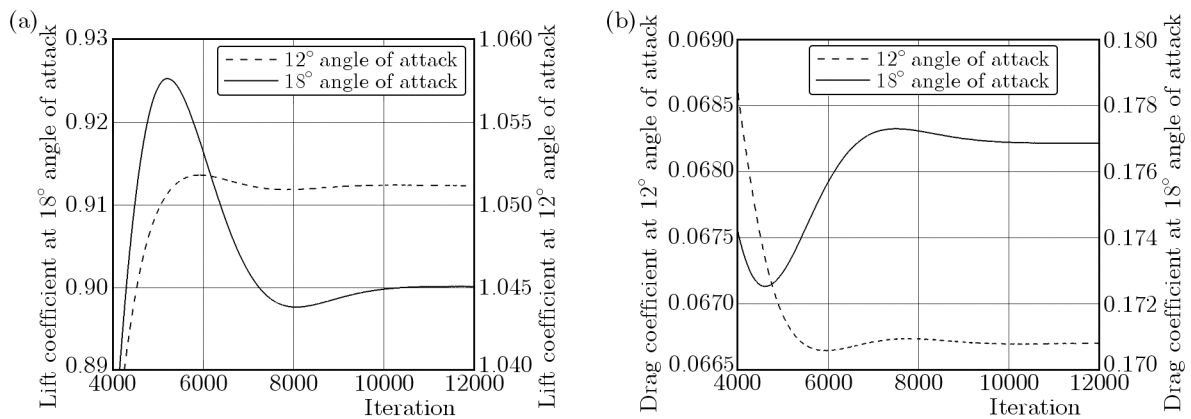 (a)
Lift coefficient at 18° angle of attack
0.93
0.92
0.91
0.90
0.89
12° angle of attack
18° angle of attack
1.060
1.055
1.050
1.045
1.040
Lift coefficient at 12° angle of attack
4000 6000 8000 10000 12000
Iteration
(b)
Drag coefficient at 12° angle of attack
0.0690
0.0685
0.0680
0.0675
0.0670
0.0665
12° angle of attack
18° angle of attack
0.180
0.178
0.176
0.174
0.172
0.170
Drag coefficient at 18° angle of attack
4000 6000 8000 10000 12000
Iteration